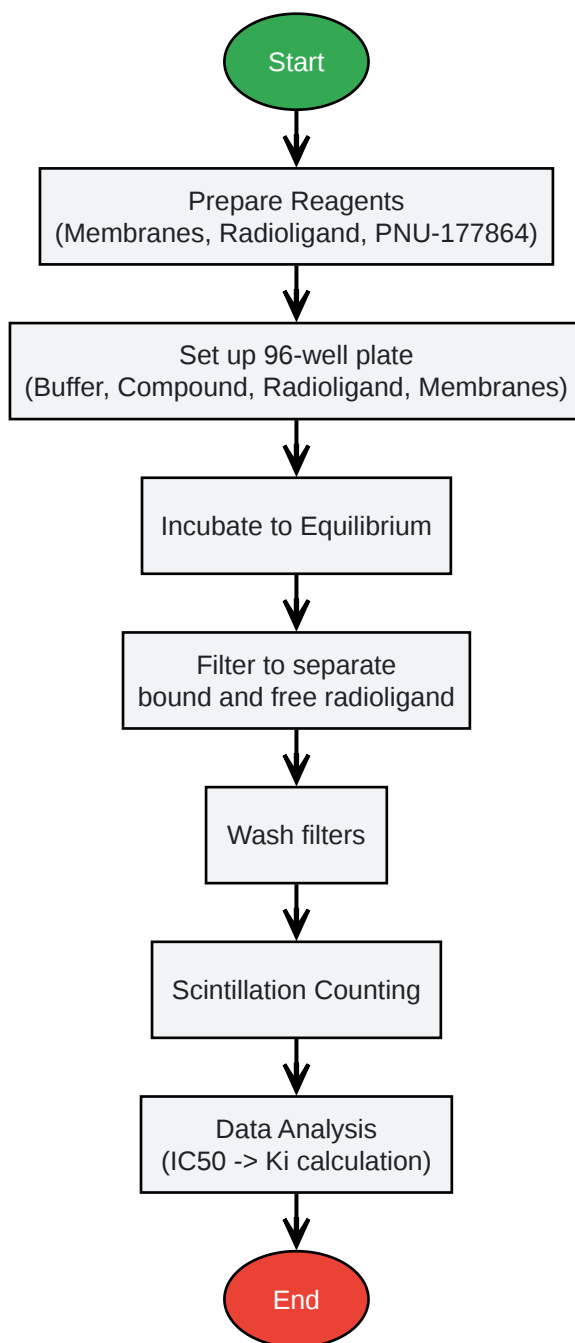 Start
Prepare Reagents
(Membranes, Radioligand, PNU-177864)
Set up 96-well plate
(Buffer, Compound, Radioligand, Membranes)
Incubate to Equilibrium
Filter to separate
bound and free radioligand
Wash filters
Scintillation Counting
Data Analysis
(IC50 -> Ki calculation)
End